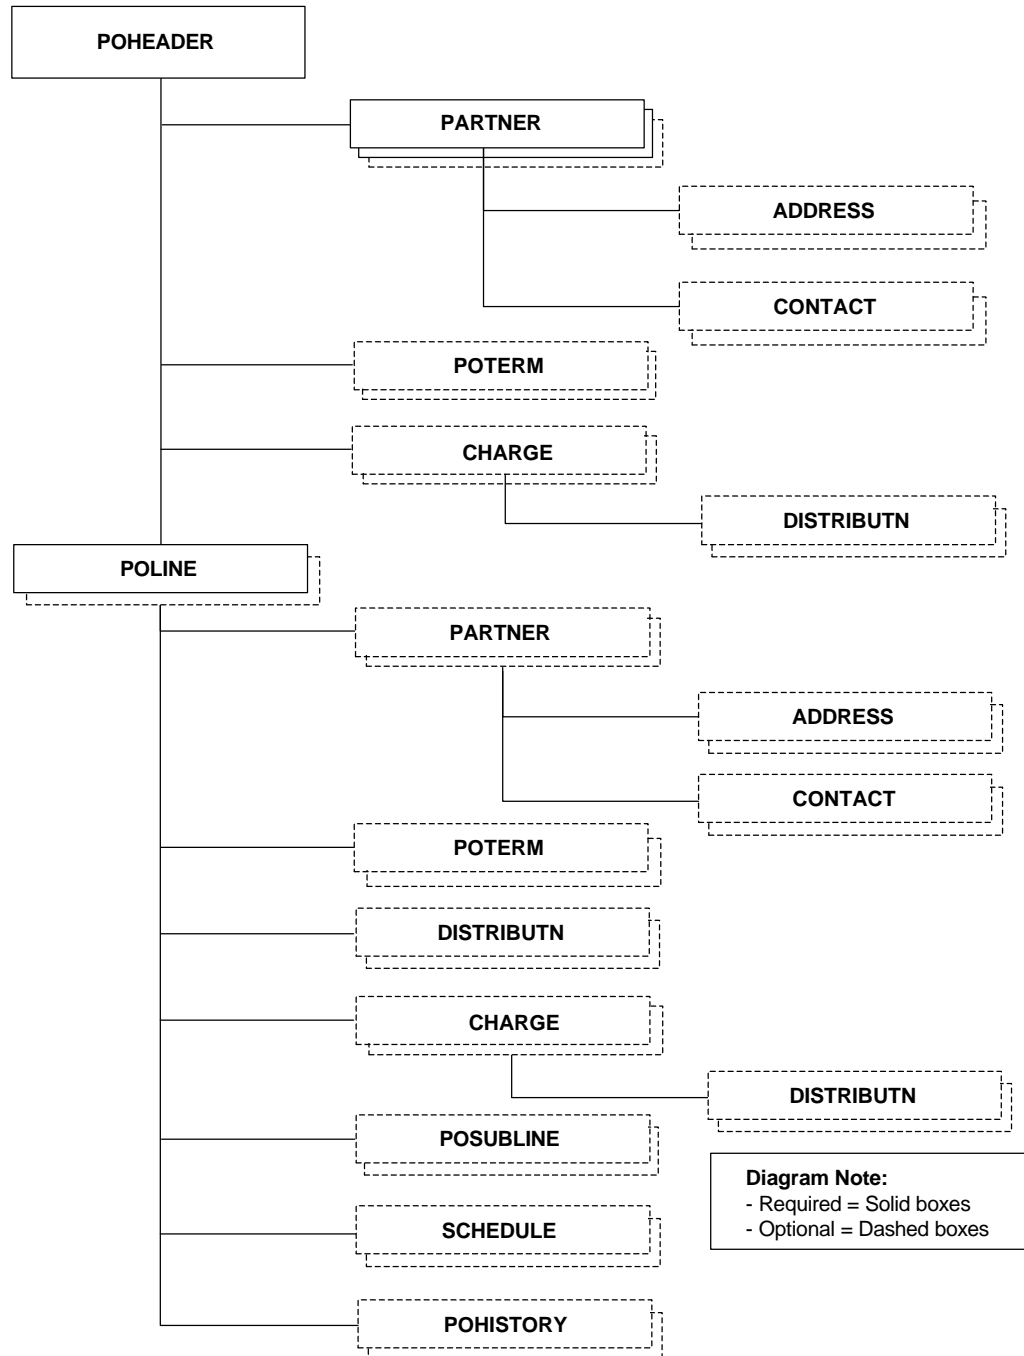 POHEADER
PARTNER
ADDRESS
CONTACT
POTERM
CHARGE
DISTRIBUTN
POLINE
PARTNER
ADDRESS
CONTACT
POTERM
DISTRIBUTN
CHARGE
DISTRIBUTN
POSUBLINE
Diagram Note:
- Required = Solid boxes
- Optional = Dashed boxes
SCHEDULE
POHISTORY